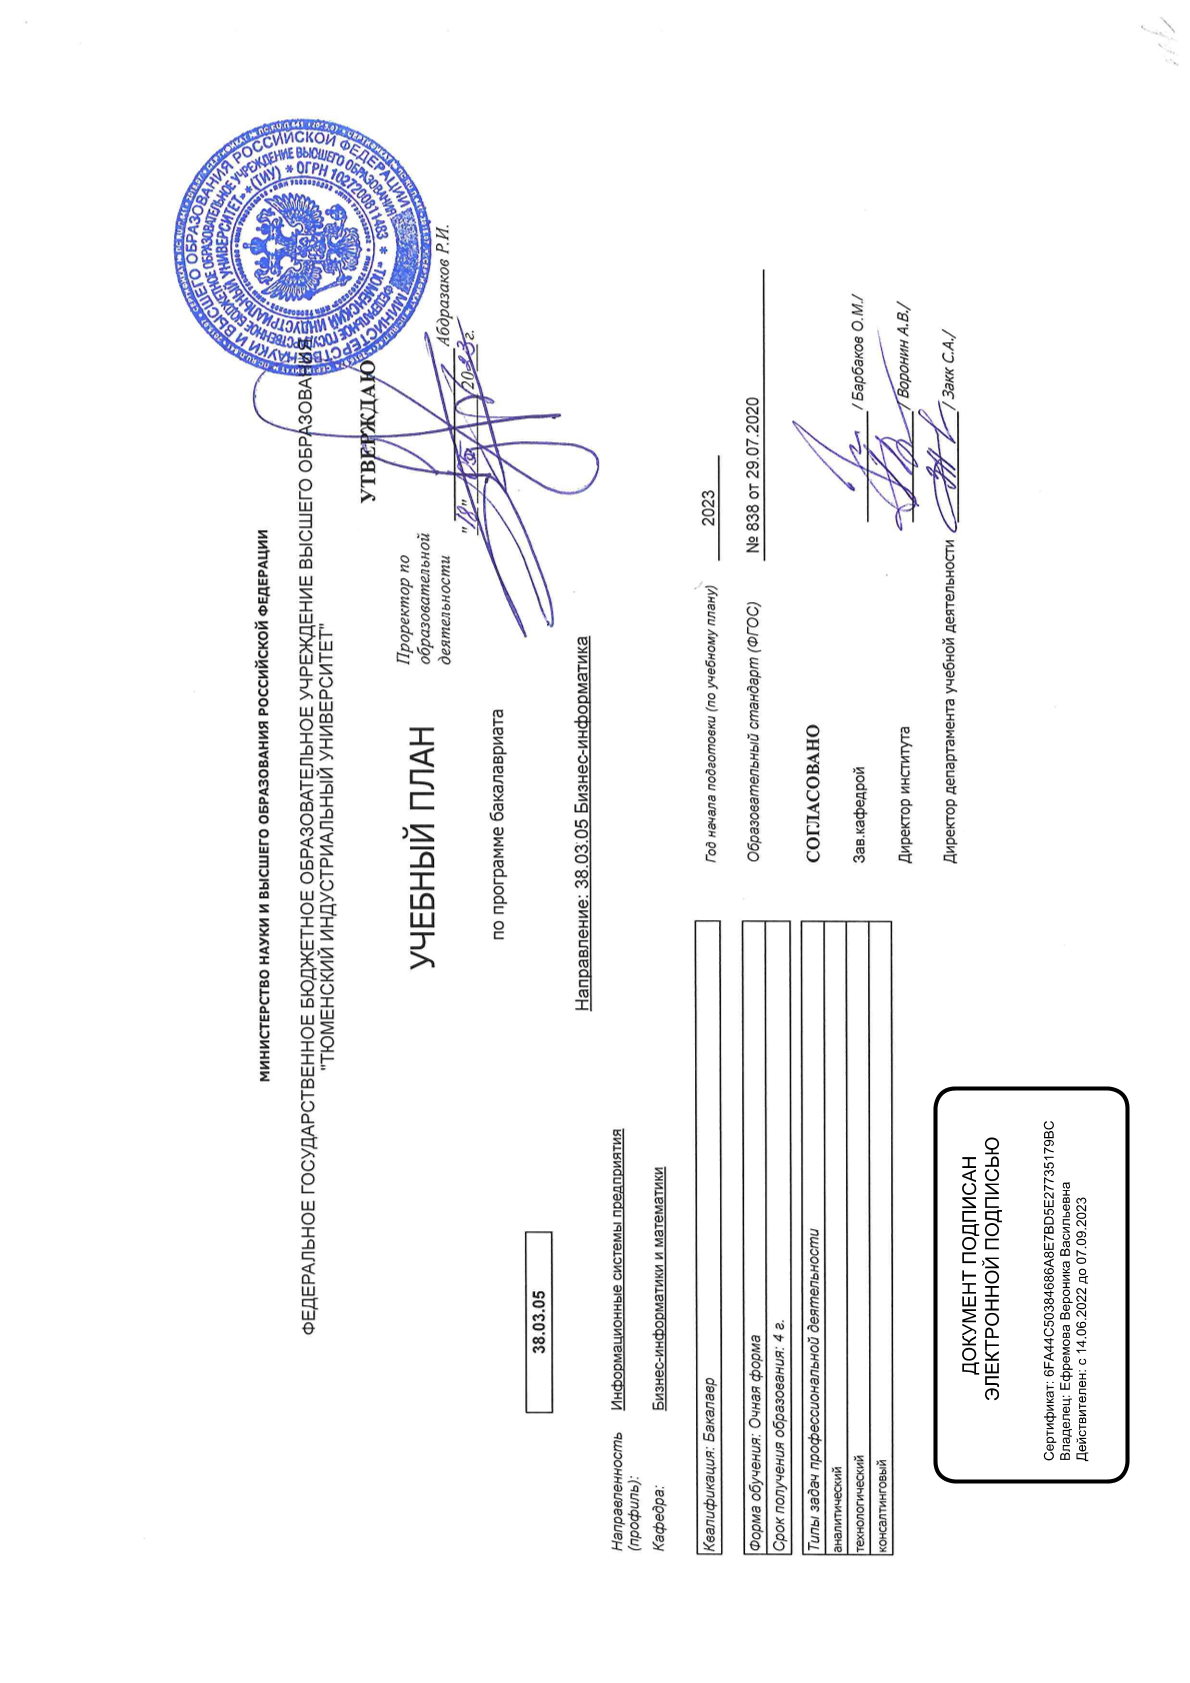 МИНИСТЕРСТВО НАУКИ И ВЫСШЕГО ОБРАЗОВАНИЯ РОССИЙСКОЙ ФЕДЕРАЦИИ
ФЕДЕРАЛЬНОЕ ГОСУДАРСТВЕННОЕ БЮДЖЕТНОЕ ОБРАЗОВАТЕЛЬНОЕ УЧРЕЖДЕНИЕ ВЫСШЕГО ОБРАЗОВАНИЯ
"ТЮМЕНСКИЙ ИНДУСТРИАЛЬНЫЙ УНИВЕРСИТЕТ"
УТВЕРЖДАЮ
Проректор по
образовательной
деятельности
Абдразаков Р.И.
"18" 05 2023 г.
МИНИСТЕРСТВО НАУКИ И ВЫСШЕГО ОБРАЗОВАНИЯ РОССИЙСКОЙ ФЕДЕРАЦИИ
ФЕДЕРАЛЬНОЕ ГОСУДАРСТВЕННОЕ БЮДЖЕТНОЕ ОБРАЗОВАТЕЛЬНОЕ УЧРЕЖДЕНИЕ ВЫСШЕГО ОБРАЗОВАНИЯ
* «ТЮМЕНСКИЙ ИНДУСТРИАЛЬНЫЙ УНИВЕРСИТЕТ» * (ТИУ) * ОГРН 1027200811483
УЧЕБНЫЙ ПЛАН
по программе бакалавриата
38.03.05
Направление: 38.03.05 Бизнес-информатика
Направленность (профиль): Информационные системы предприятия
Кафедра: Бизнес-информатики и математики
Квалификация: Бакалавр
Форма обучения: Очная форма
Срок получения образования: 4 г.
Типы задач профессиональной деятельности
аналитический
технологический
консалтинговый
Год начала подготовки (по учебному плану) 2023
Образовательный стандарт (ФГОС) № 838 от 29.07.2020
СОГЛАСОВАНО
Зав.кафедрой / Барбаков О.М./
Директор института / Воронин А.В./
Директор департамента учебной деятельности / Закк С.А./
ДОКУМЕНТ ПОДПИСАН
ЭЛЕКТРОННОЙ ПОДПИСЬЮ
Сертификат: 6FA44C50384686A8E7BD5E27735179BC
Владелец: Ефремова Вероника Васильевна
Действителен: с 14.06.2022 до 07.09.2023